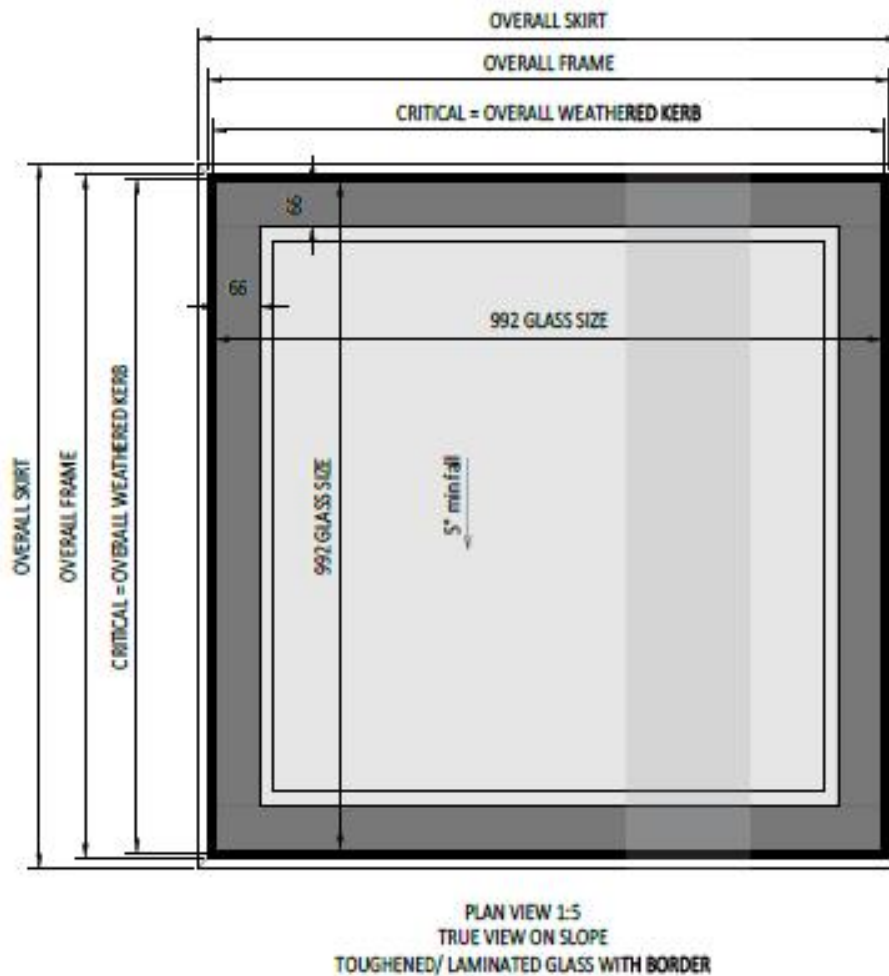 OVERALL SKIRT
OVERALL FRAME
CRITICAL = OVERALL WEATHERED KERB
66
66
992 GLASS SIZE
OVERALL SKIRT
OVERALL FRAME
CRITICAL = OVERALL WEATHERED KERB
992 GLASS SIZE
5° min fall
PLAN VIEW 1:5
TRUE VIEW ON SLOPE
TOUGHENED/ LAMINATED GLASS WITH BORDER